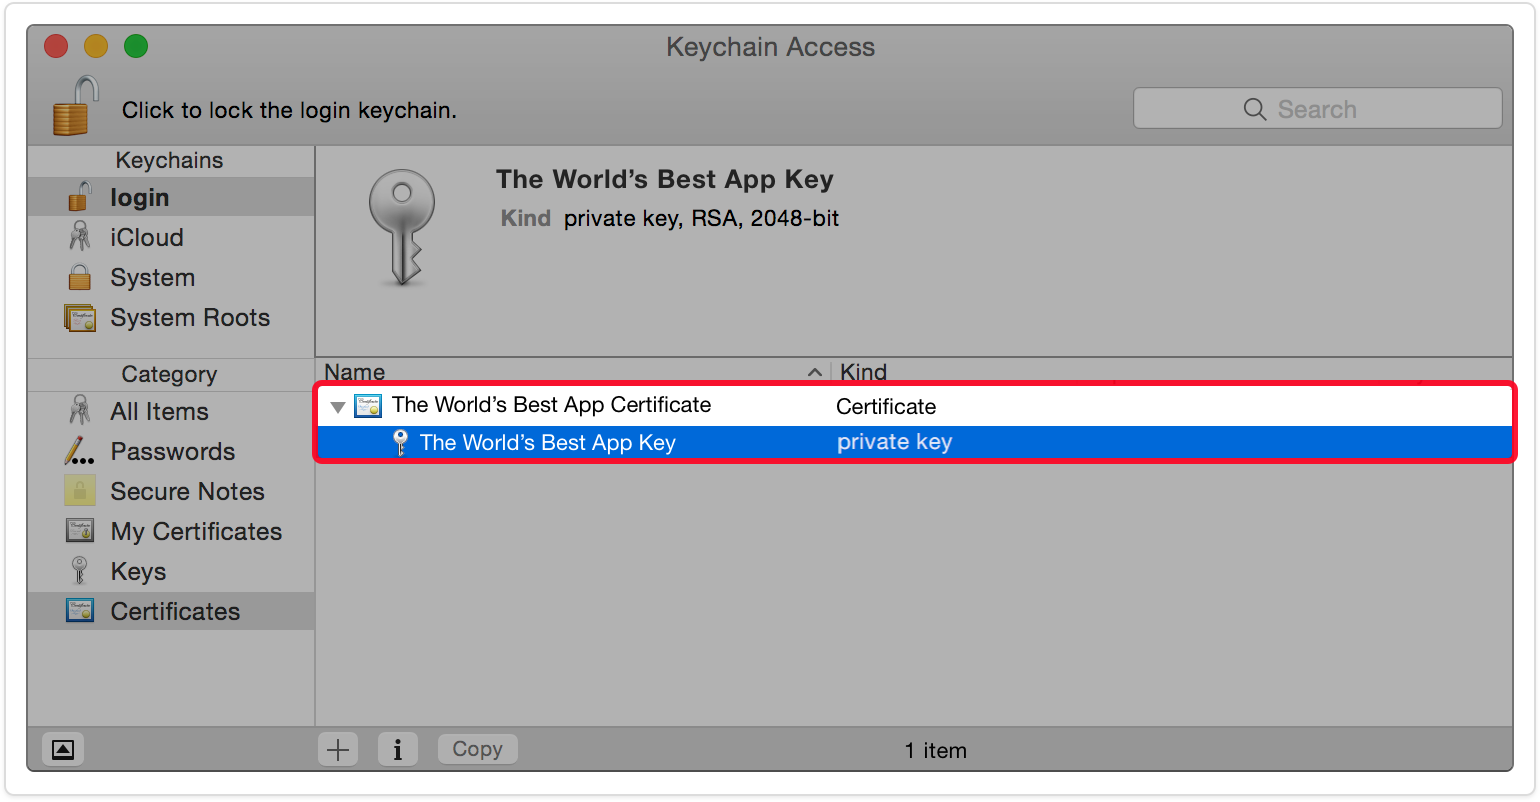 Keychain Access
Click to lock the login keychain.
Search
Keychains
login
iCloud
System
System Roots
Category
All Items
Passwords
Secure Notes
My Certificates
Keys
Certificates
The World’s Best App Key
Kind private key, RSA, 2048-bit
Name Kind
The World’s Best App Certificate Certificate
The World’s Best App Key private key
Copy
1 item